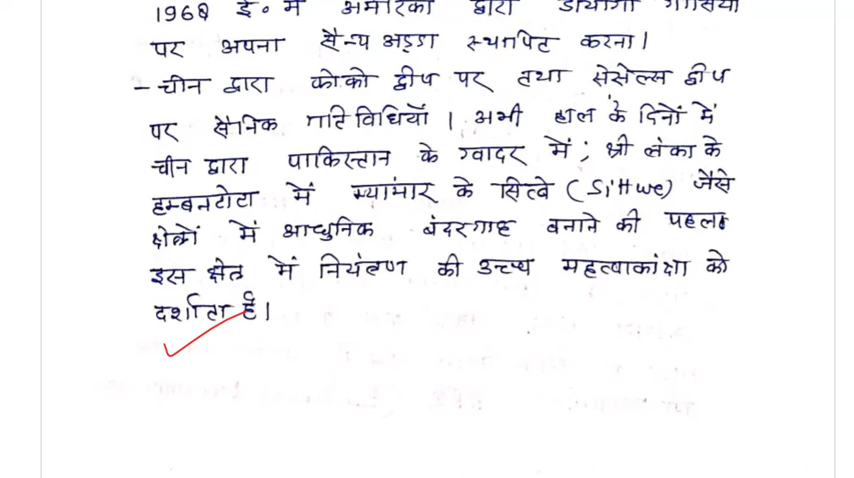 1968 ई० में अमेरिका द्वारा डियागो गार्सिया
पर अपना सैन्य अड्डा स्थापित करना।
- चीन द्वारा कोको द्वीप पर तथा सेसेल्स द्वीप
पर सैनिक गतिविधियाँ। अभी हाल के दिनों में
चीन द्वारा पाकिस्तान के ग्वादर में; श्री लंका के
हम्बनटोटा में म्यांमार के सित्वे (Sittwe) जैसे
क्षेत्रों में आधुनिक बंदरगाह बनाने की पहल
इस क्षेत्र में नियंत्रण की उच्च महत्वाकांक्षा को
दर्शाता है।